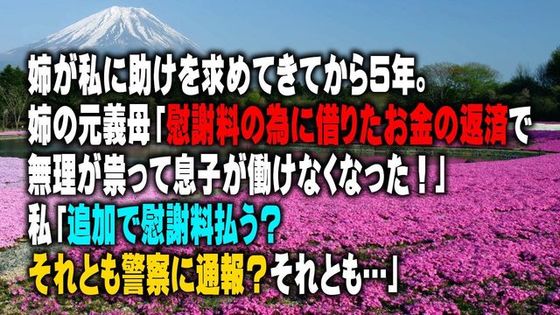 姉が私に助けを求めてきてから5年。
姉の元義母「慰謝料の為に借りたお金の返済で
無理が祟って息子が働けなくなった!」
私「追加で慰謝料払う?
それとも警察に通報?それとも…」